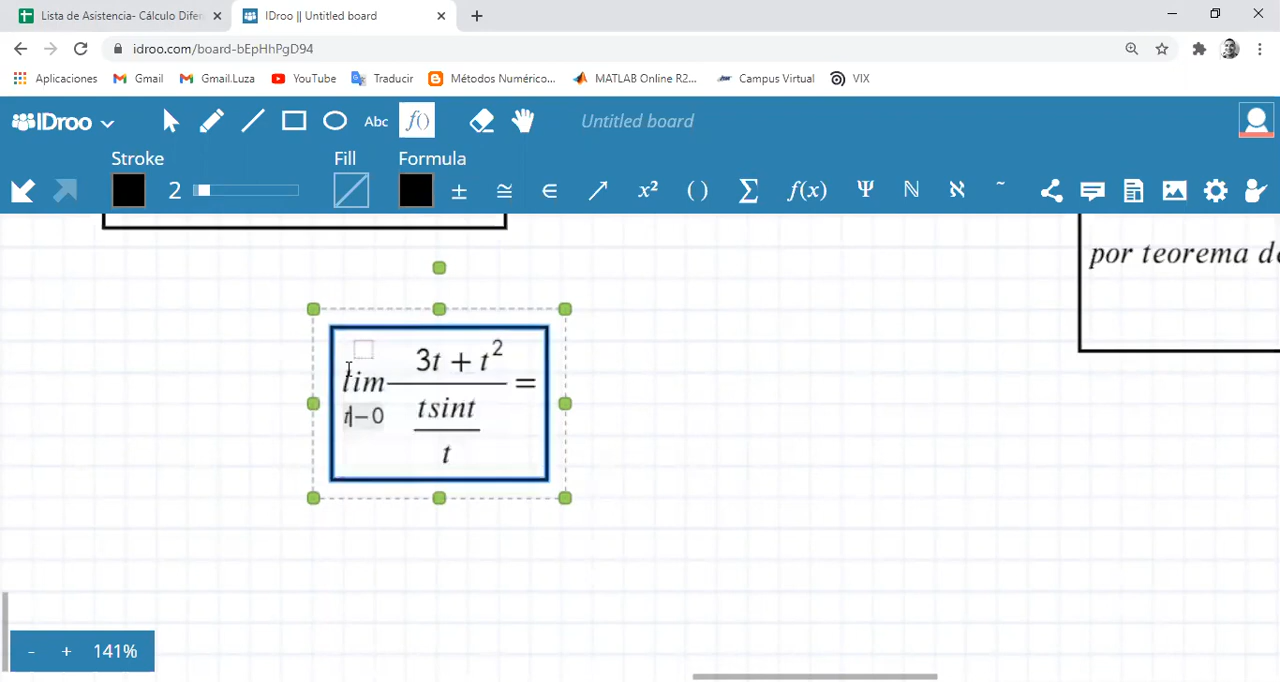 Lista de Asistencia- Cálculo Difer
IDroo || Untitled board
idroo.com/board-bEpHhPgD94
Aplicaciones
Gmail
Gmail.Luza
YouTube
Traducir
Métodos Numérico...
MATLAB Online R2...
Campus Virtual
VIX
IDroo
Abc
f()
Untitled board
Stroke
Fill
Formula
2
± ≅ ∈ x² ( ) Σ f(x) Ψ ℕ ℵ ~
por teorema de
lim 3t + t² =
t−0 tsint
t
- + 141%